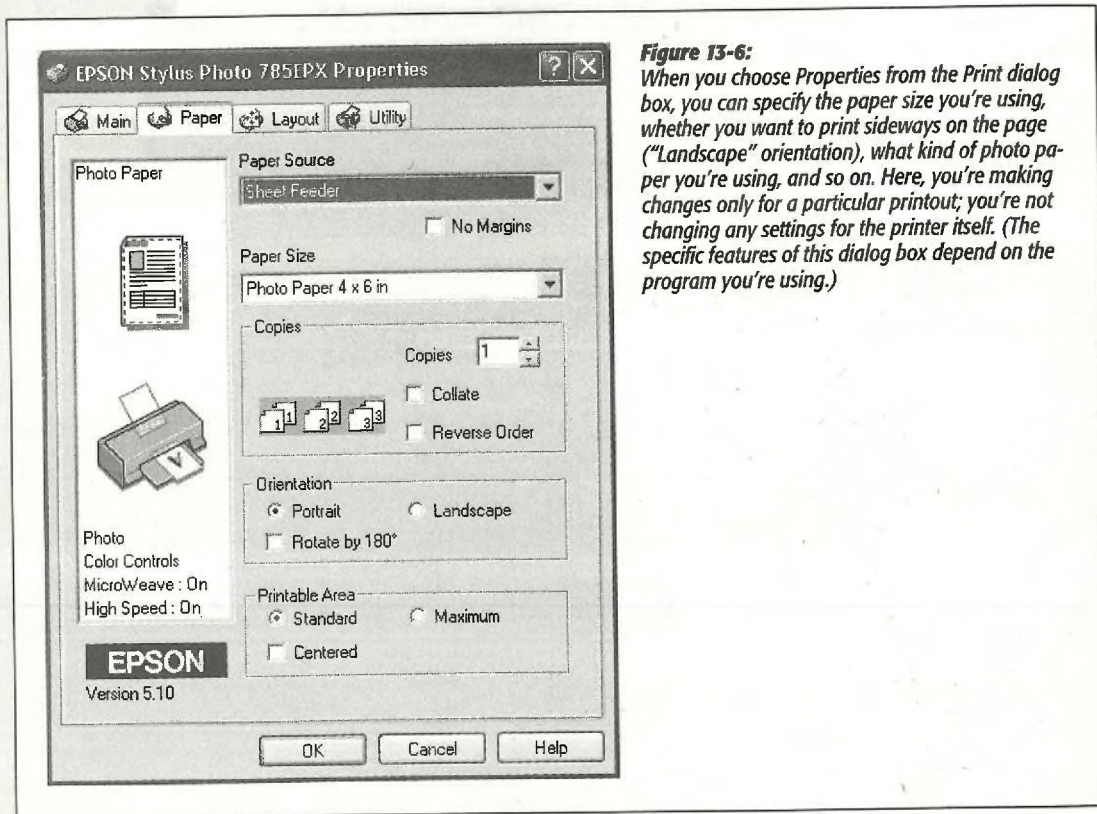 EPSON Stylus Photo 785EPX Properties
Main Paper Layout Utility
Photo Paper
Paper Source
Sheet Feeder
No Margins
Paper Size
Photo Paper 4 x 6 in
Copies
Copies 1
Collate
1 1 2 2 3 3
Reverse Order
Orientation
Portrait Landscape
Rotate by 180°
Photo
Color Controls
MicroWeave : On
High Speed : On
Printable Area
Standard Maximum
Centered
EPSON
Version 5.10
OK Cancel Help
Figure 13-6:
When you choose Properties from the Print dialog
box, you can specify the paper size you're using,
whether you want to print sideways on the page
("Landscape" orientation), what kind of photo pa-
per you're using, and so on. Here, you're making
changes only for a particular printout; you're not
changing any settings for the printer itself. (The
specific features of this dialog box depend on the
program you're using.)